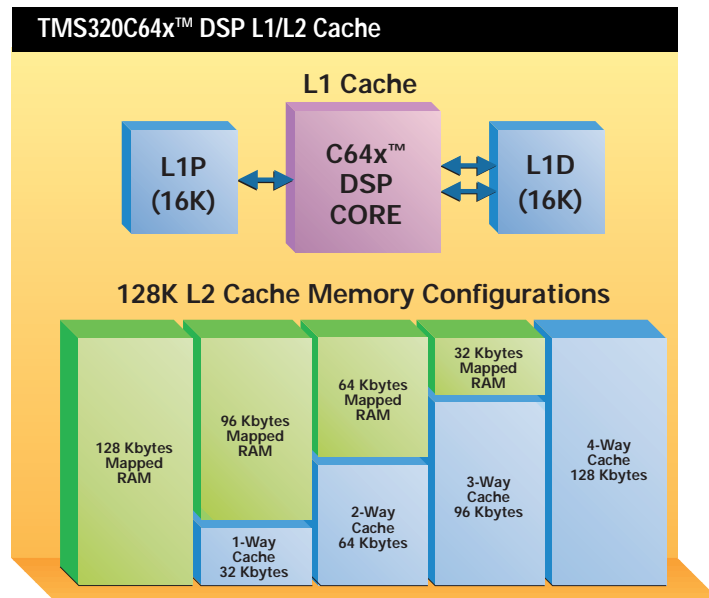 TMS320C64x™ DSP L1/L2 Cache
L1 Cache
L1P
(16K)
C64x™
DSP
CORE
L1D
(16K)
128K L2 Cache Memory Configurations
128 Kbytes
Mapped
RAM
96 Kbytes
Mapped
RAM
1-Way
Cache
32 Kbytes
64 Kbytes
Mapped
RAM
2-Way
Cache
64 Kbytes
32 Kbytes
Mapped
RAM
3-Way
Cache
96 Kbytes
4-Way
Cache
128 Kbytes